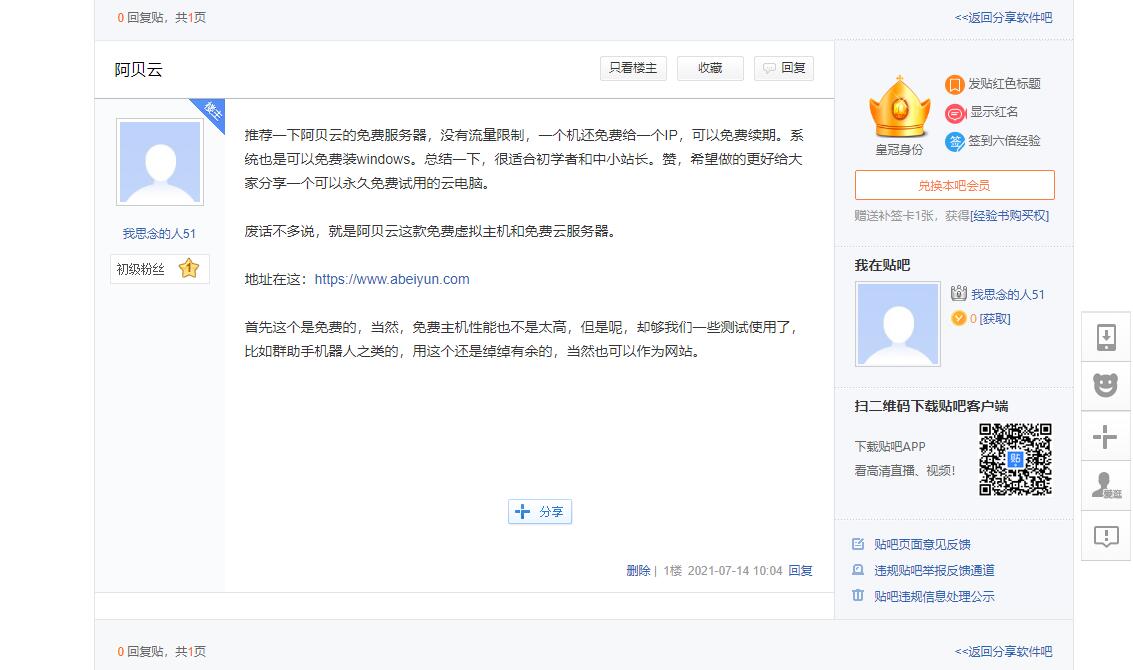 0 回复贴，共1页
<<返回分享软件吧
阿贝云
只看楼主
收藏
回复
楼主
我思念的人51
初级粉丝
1
推荐一下阿贝云的免费服务器，没有流量限制，一个机还免费给一个IP，可以免费续期。系
统也是可以免费装windows。总结一下，很适合初学者和中小站长。赞，希望做的更好给大
家分享一个可以永久免费试用的云电脑。
废话不多说，就是阿贝云这款免费虚拟主机和免费云服务器。
地址在这：https://www.abeiyun.com
首先这个是免费的，当然，免费主机性能也不是太高，但是呢，却够我们一些测试使用了，
比如群助手机器人之类的，用这个还是绰绰有余的，当然也可以作为网站。
分享
删除 | 1楼 2021-07-14 10:04 回复
皇冠身份
发贴红色标题
显示红名
签
签到六倍经验
兑换本吧会员
赠送补签卡1张，获得[经验书购买权]
我在贴吧
我思念的人51
0 [获取]
扫二维码下载贴吧客户端
下载贴吧APP
看高清直播、视频！
贴
贴吧页面意见反馈
违规贴吧举报反馈通道
贴吧违规信息处理公示
爱逛
0 回复贴，共1页
<<返回分享软件吧